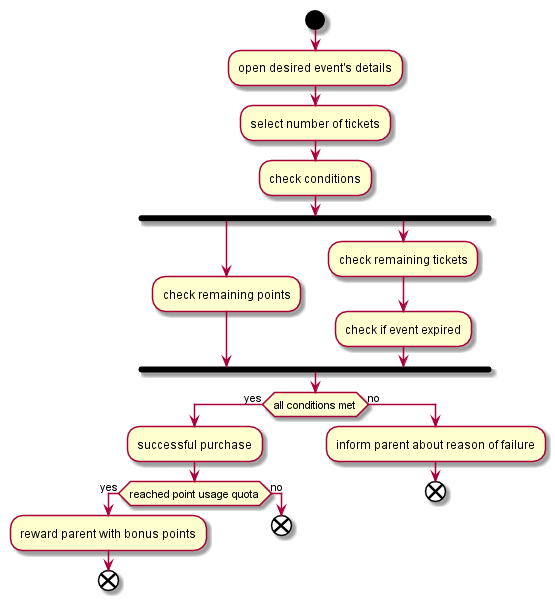 open desired event's details
select number of tickets
check conditions
check remaining tickets
check remaining points
check if event expired
yes
all conditions met
no
successful purchase
inform parent about reason of failure
yes
reached point usage quota
no
reward parent with bonus points